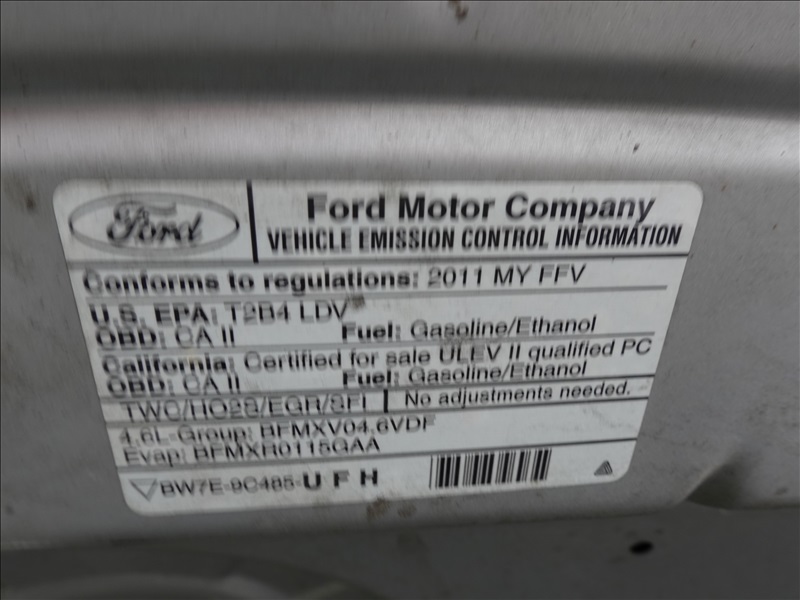 Ford
Ford Motor Company
VEHICLE EMISSION CONTROL INFORMATION
Conforms to regulations: 2011 MY FFV
U.S. EPA: T2B4 LDV
OBD: CA II Fuel: Gasoline/Ethanol
California: Certified for sale ULEV II qualified PC
OBD: CA II Fuel: Gasoline/Ethanol
TWC/HO2S/EGR/SFI No adjustments needed.
4.6L-Group: BFMXV04.6VDF
Evap: BFMXR0115GAA
BW7E-9C485-U F H